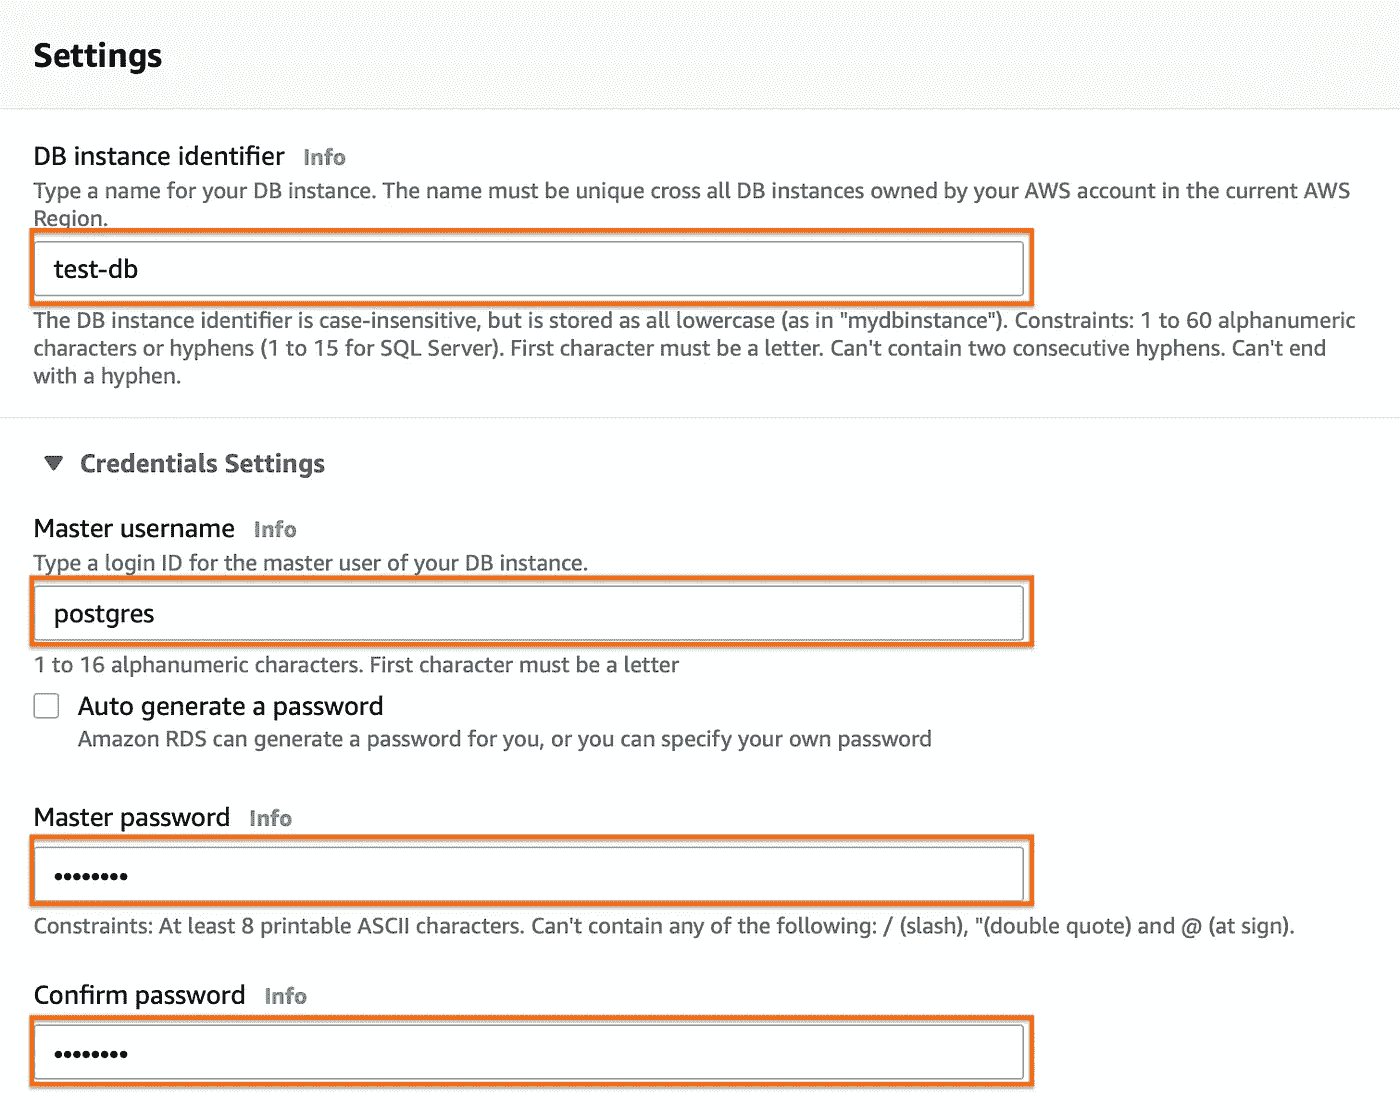 Settings
DB instance identifier Info
Type a name for your DB instance. The name must be unique cross all DB instances owned by your AWS account in the current AWS
Region.
test-db
The DB instance identifier is case-insensitive, but is stored as all lowercase (as in "mydbinstance"). Constraints: 1 to 60 alphanumeric
characters or hyphens (1 to 15 for SQL Server). First character must be a letter. Can't contain two consecutive hyphens. Can't end
with a hyphen.
Credentials Settings
Master username Info
Type a login ID for the master user of your DB instance.
postgres
1 to 16 alphanumeric characters. First character must be a letter
Auto generate a password
Amazon RDS can generate a password for you, or you can specify your own password
Master password Info
••••••••
Constraints: At least 8 printable ASCII characters. Can't contain any of the following: / (slash), "(double quote) and @ (at sign).
Confirm password Info
••••••••